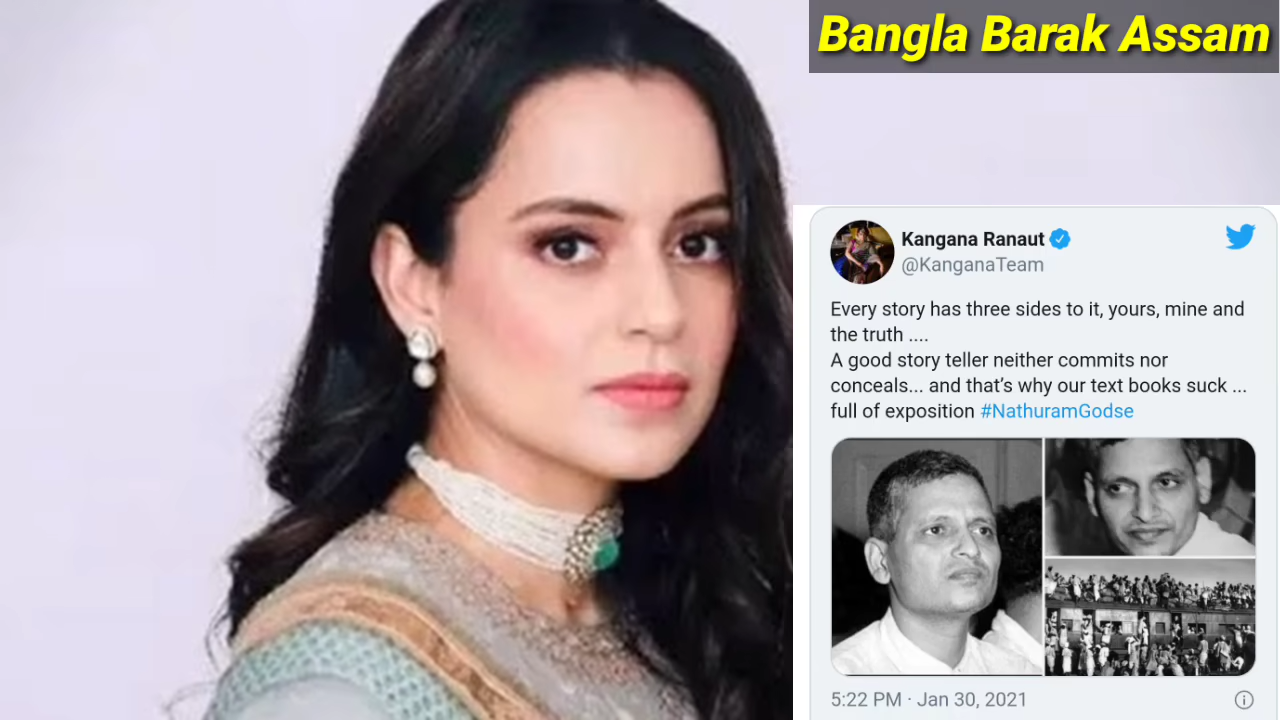 Bangla Barak Assam
Kangana Ranaut
@KanganaTeam
Every story has three sides to it, yours, mine and
the truth ....
A good story teller neither commits nor
conceals... and that’s why our text books suck ...
full of exposition #NathuramGodse
5:22 PM · Jan 30, 2021